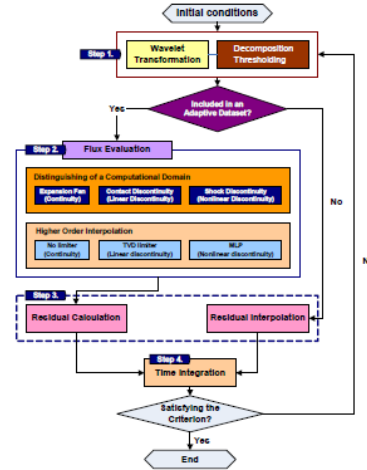 Initial conditions
Step 1.
Wavelet
Transformation
Decomposition
Thresholding
Yes
Included in an
Adaptive Dataset?
Step 2.
Flux Evaluation
Distinguishing of a Computational Domain
Expansion Fan
(Continuity)
Contact Discontinuity
(Linear Discontinuity)
Shock Discontinuity
(Nonlinear Discontinuity)
No
N
Higher Order Interpolation
No limiter
(Continuity)
TVD limiter
(Linear discontinuity)
MLP
(Nonlinear discontinuity)
Step 3.
Residual Calculation
Residual Interpolation
Step 4.
Time Integration
Satisfying the
Criterion?
Yes
End